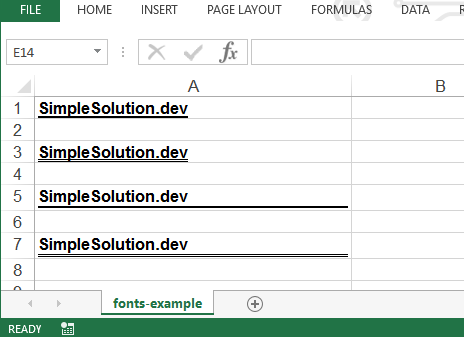 FILE HOME INSERT PAGE LAYOUT FORMULAS DATA
E14 fx
A B
1 SimpleSolution.dev
2
3 SimpleSolution.dev
4
5 SimpleSolution.dev
6
7 SimpleSolution.dev
8
fonts-example
READY